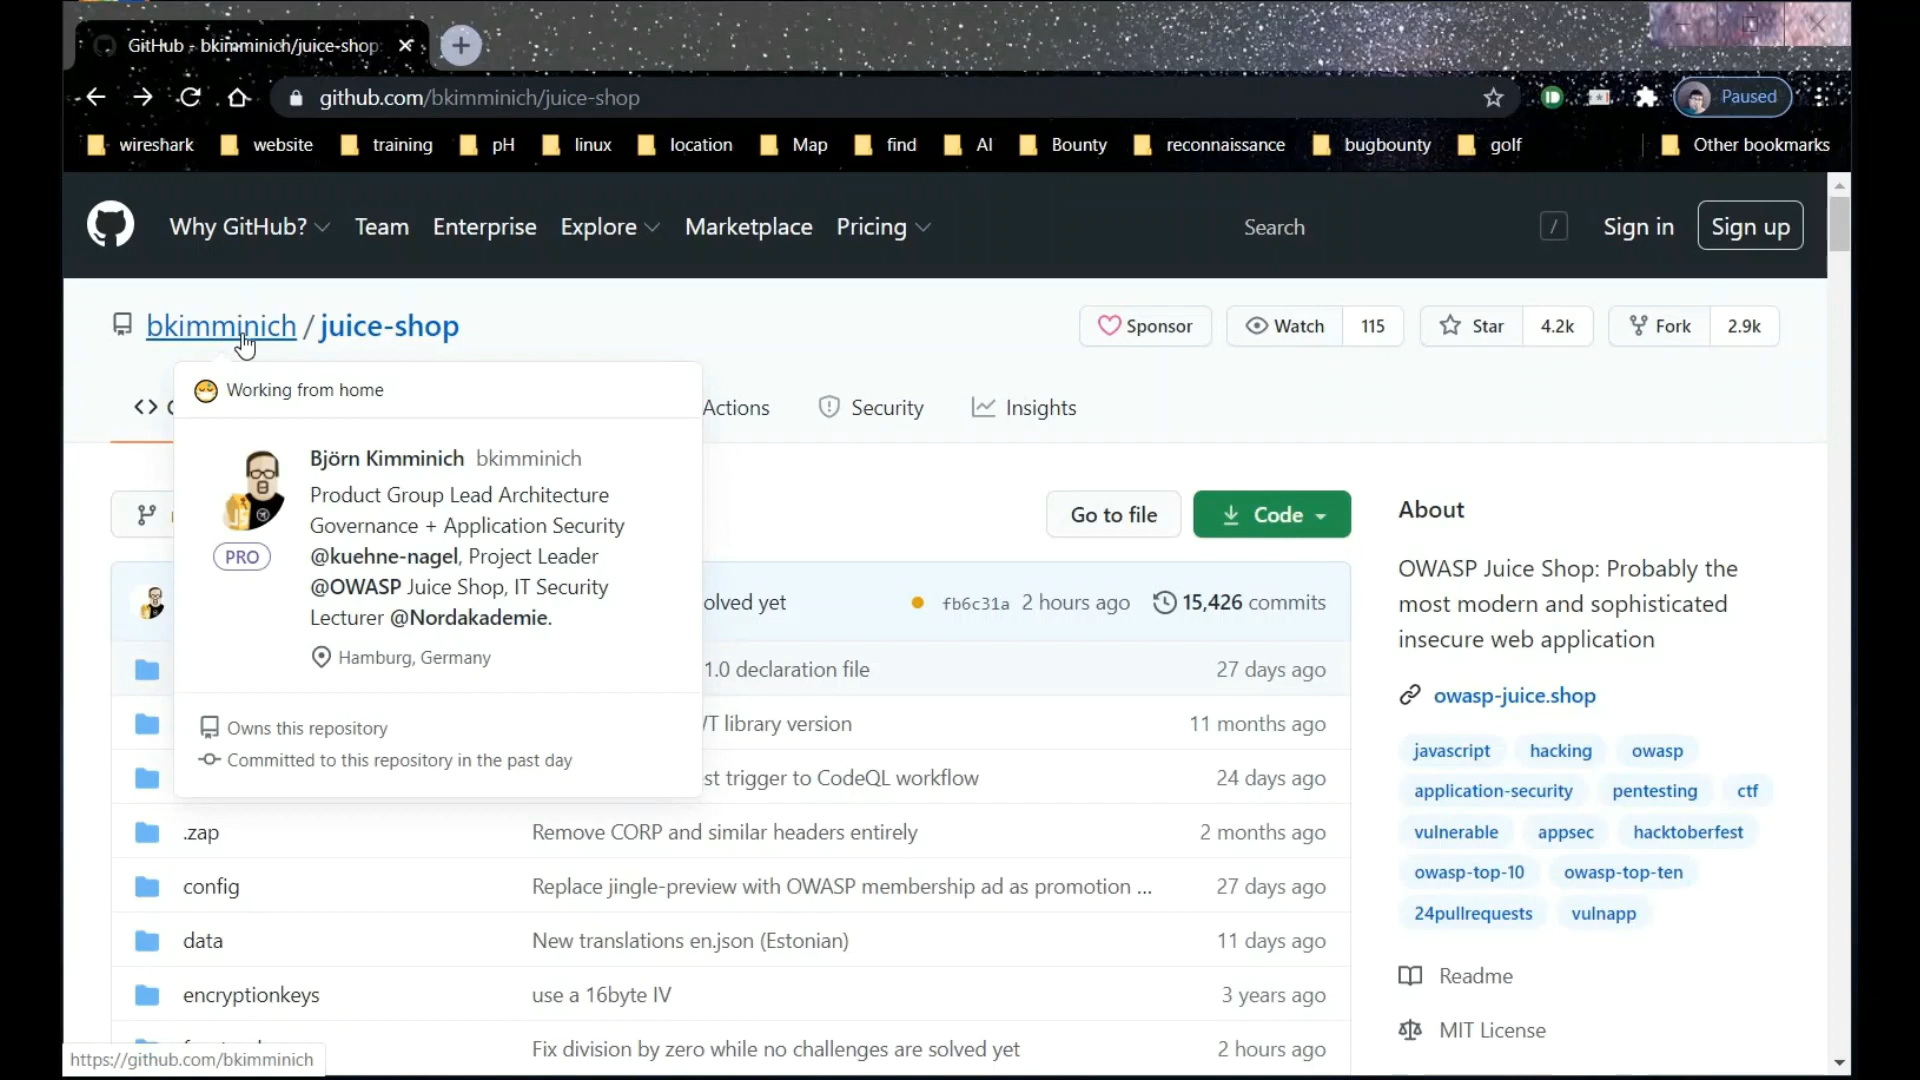 GitHub - bkimminich/juice-shop
github.com/bkimminich/juice-shop
Paused
wireshark
website
training
pH
linux
location
Map
find
AI
Bounty
reconnaissance
bugbounty
golf
Other bookmarks
Why GitHub?
Team
Enterprise
Explore
Marketplace
Pricing
Search
/
Sign in
Sign up
bkimminich / juice-shop
Sponsor
Watch 115
Star 4.2k
Fork 2.9k
Working from home
Actions
Security
Insights
Björn Kimminich bkimminich
Product Group Lead Architecture
Governance + Application Security
@kuehne-nagel, Project Leader
@OWASP Juice Shop, IT Security
Lecturer @Nordakademie.
PRO
Hamburg, Germany
Owns this repository
Committed to this repository in the past day
Go to file
Code
olved yet
fb6c31a 2 hours ago
15,426 commits
1.0 declaration file
27 days ago
T library version
11 months ago
st trigger to CodeQL workflow
24 days ago
.zap
Remove CORP and similar headers entirely
2 months ago
config
Replace jingle-preview with OWASP membership ad as promotion ...
27 days ago
data
New translations en.json (Estonian)
11 days ago
encryptionkeys
use a 16byte IV
3 years ago
Fix division by zero while no challenges are solved yet
2 hours ago
About
OWASP Juice Shop: Probably the
most modern and sophisticated
insecure web application
owasp-juice.shop
javascript hacking owasp
application-security pentesting ctf
vulnerable appsec hacktoberfest
owasp-top-10 owasp-top-ten
24pullrequests vulnapp
Readme
MIT License
https://github.com/bkimminich